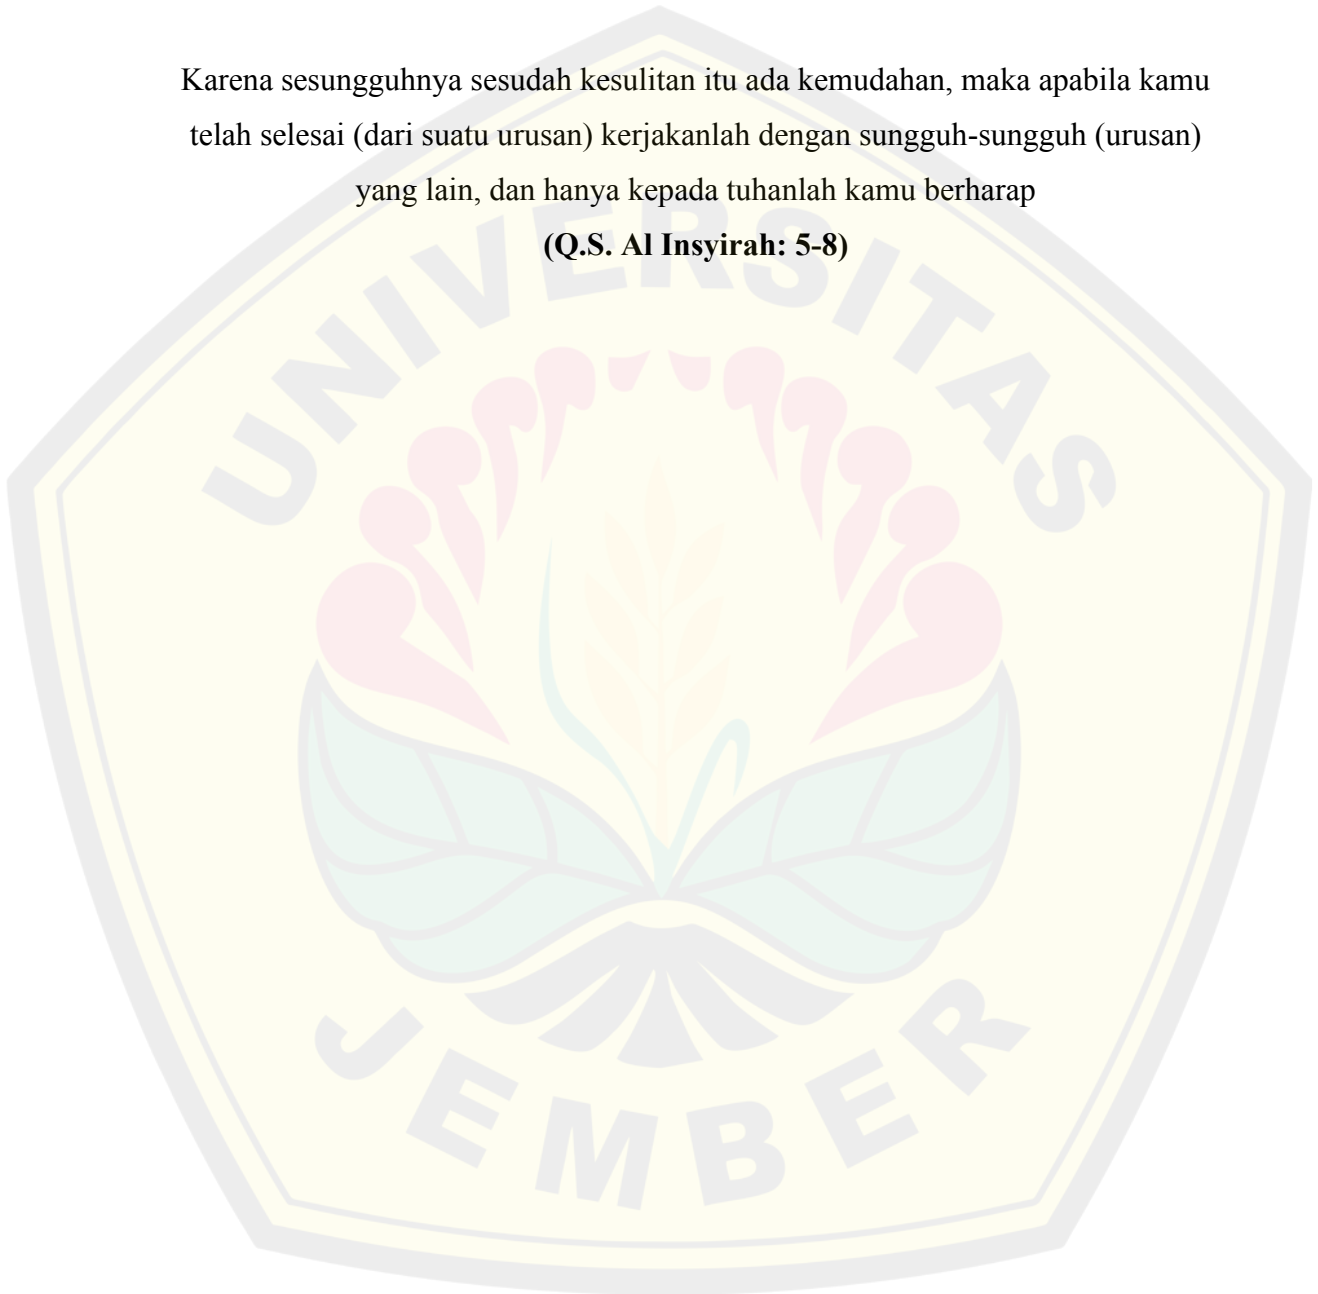 Karena sesungguhnya sesudah kesulitan itu ada kemudahan, maka apabila kamu
telah selesai (dari suatu urusan) kerjakanlah dengan sungguh-sungguh (urusan)
yang lain, dan hanya kepada tuhanlah kamu berharap
(Q.S. Al Insyirah: 5-8)
UNIVERSITAS
JEMBER